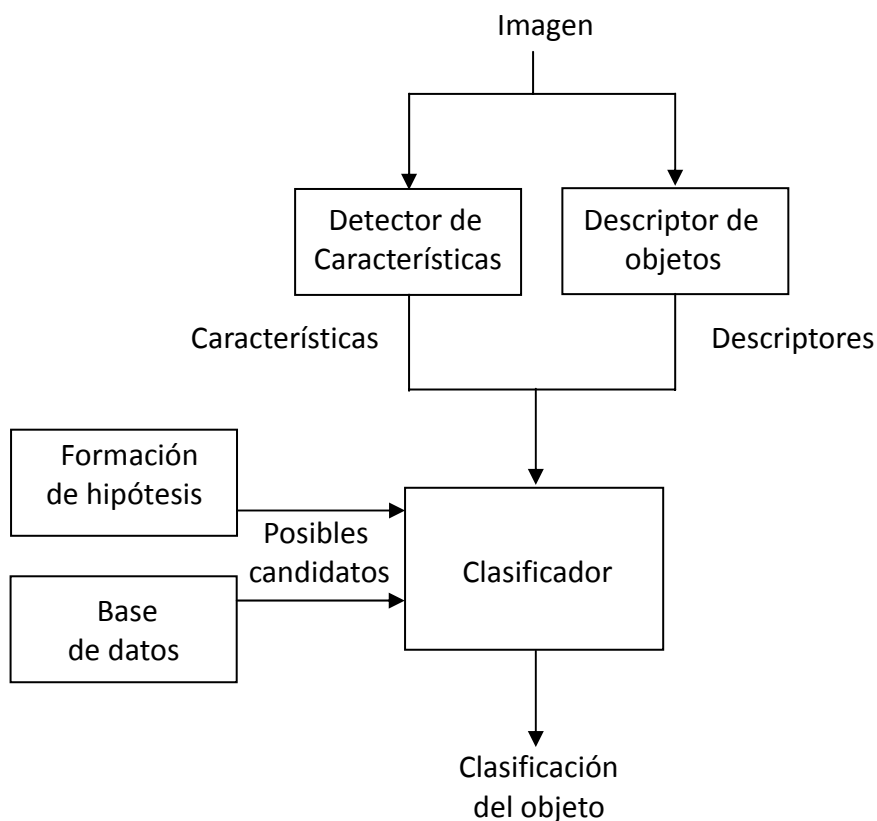 Imagen
Detector de
Características
Descriptor de
objetos
Características
Descriptores
Formación
de hipótesis
Posibles
candidatos
Clasificador
Base
de datos
Clasificación
del objeto